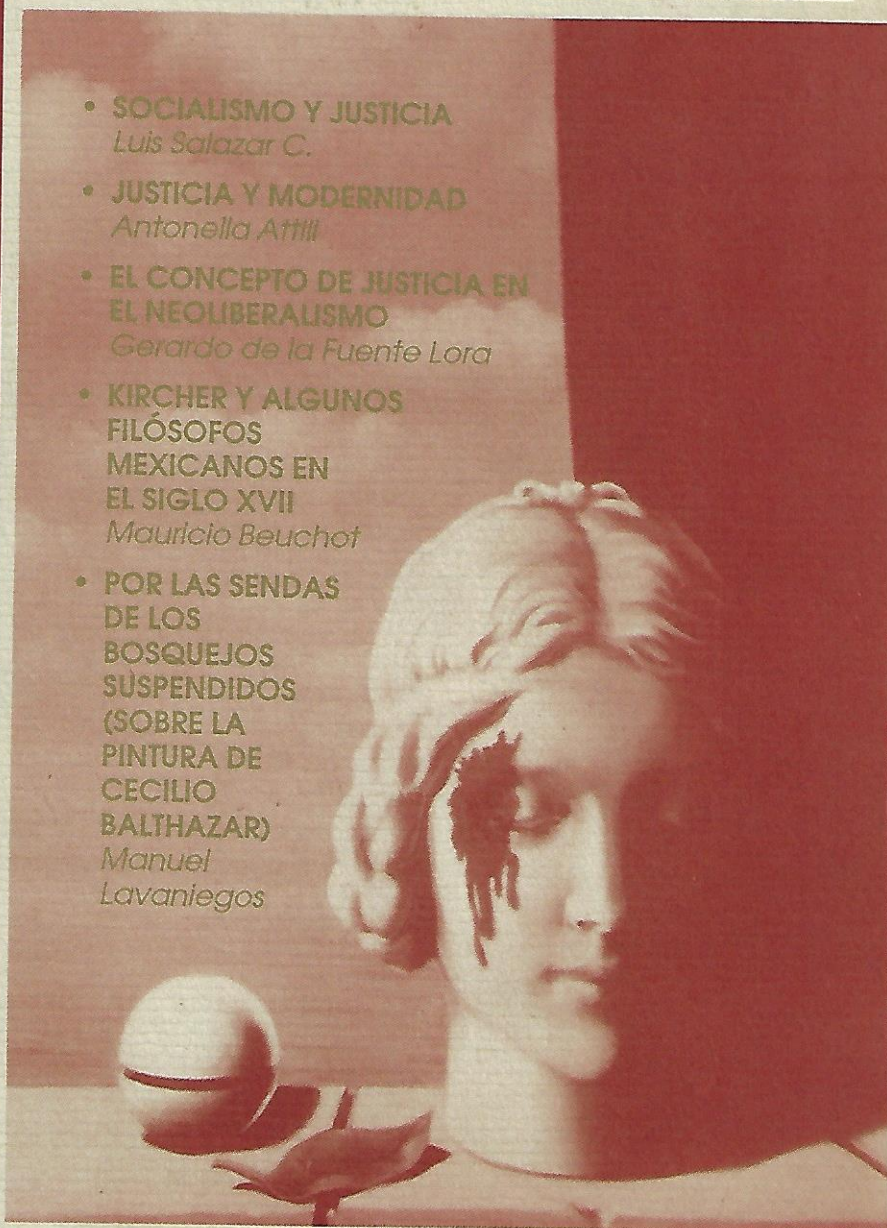 • SOCIALISMO Y JUSTICIA
Luis Salazar C.
• JUSTICIA Y MODERNIDAD
Antonella Attili
• EL CONCEPTO DE JUSTICIA EN
EL NEOLIBERALISMO
Gerardo de la Fuente Lora
• KIRCHER Y ALGUNOS
FILÓSOFOS
MEXICANOS EN
EL SIGLO XVII
Mauricio Beuchot
• POR LAS SENDAS
DE LOS
BOSQUEJOS
SUSPENDIDOS
(SOBRE LA
PINTURA DE
CECILIO
BALTHAZAR)
Manuel
Lavaniegos